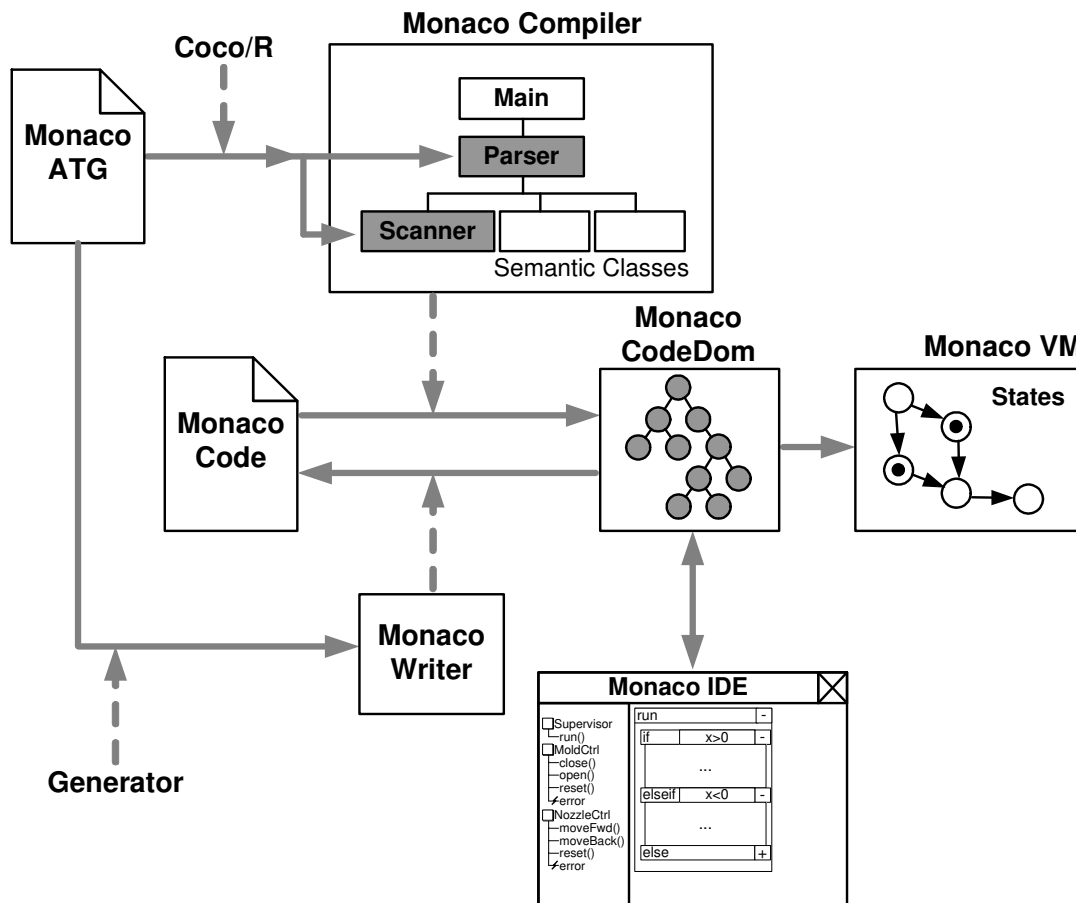 Monaco Compiler
Coco/R
Monaco
ATG
Main
Parser
Scanner
Semantic Classes
Monaco
CodeDom
Monaco VM
States
Monaco
Code
Monaco
Writer
Generator
Monaco IDE
Supervisor
run()
MoldCtrl
close()
open()
reset()
error
NozzleCtrl
moveFwd()
moveBack()
reset()
error
run -
if x>0 -
...
elseif x<0 -
...
else +